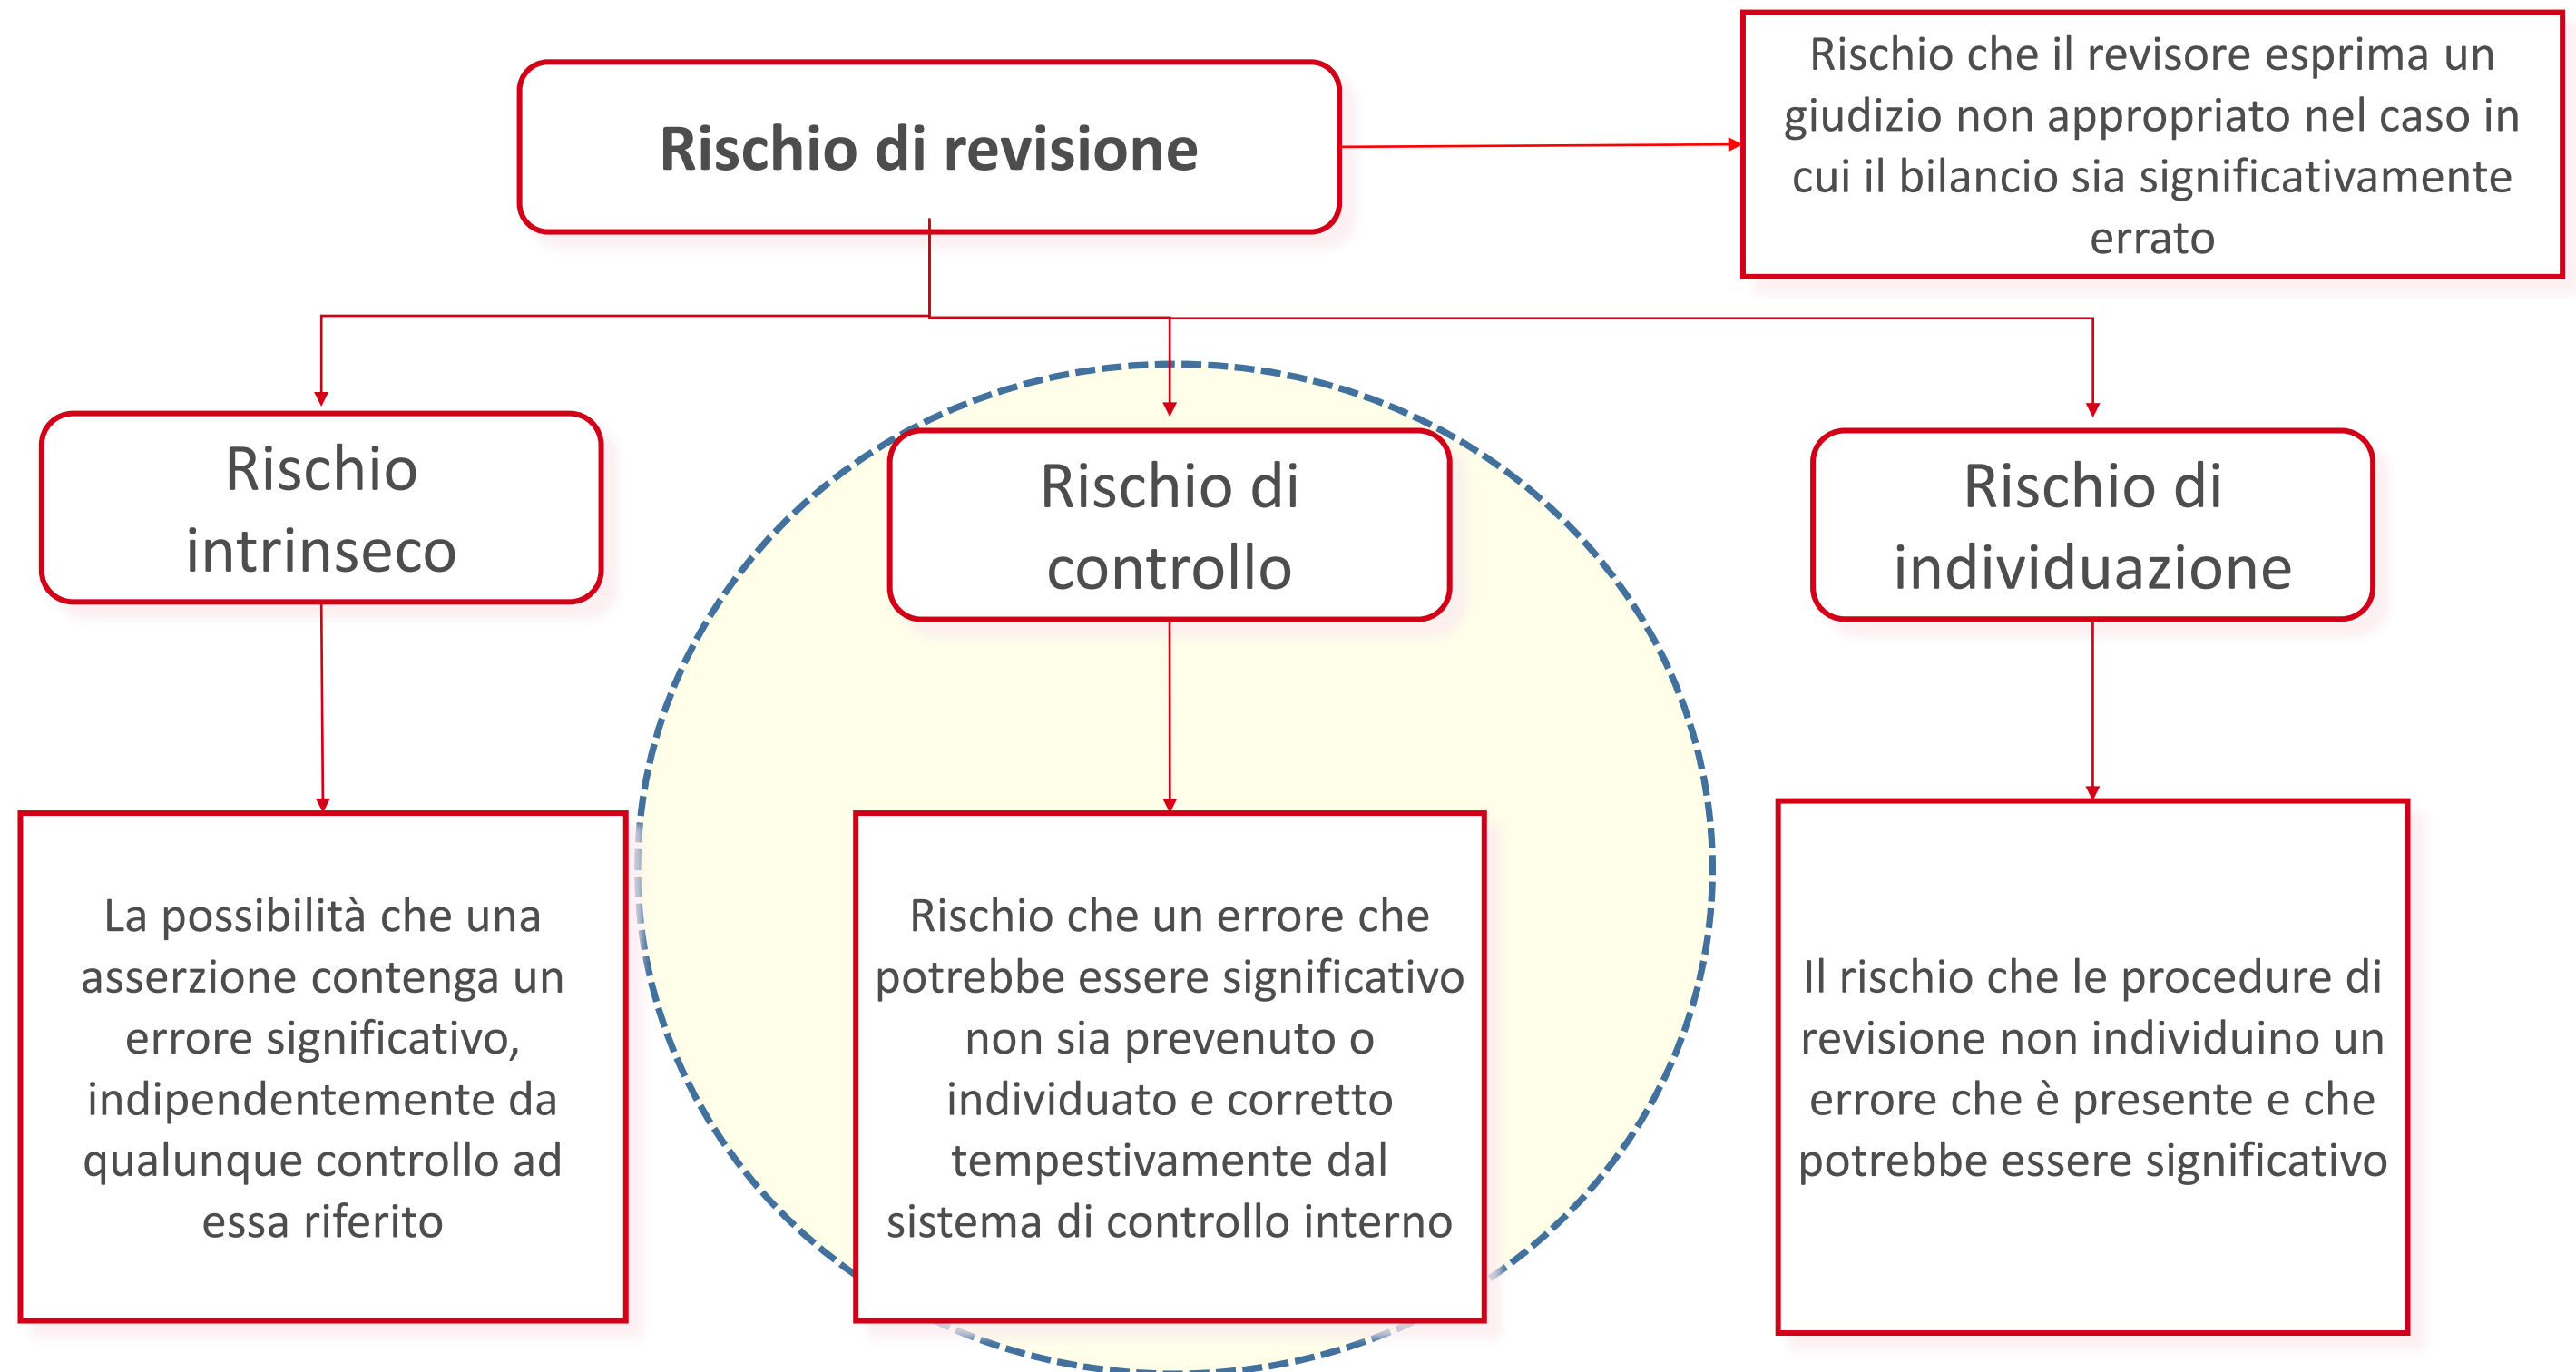 Rischio di revisione
Rischio che il revisore esprima un
giudizio non appropriato nel caso in
cui il bilancio sia significativamente
errato
Rischio
intrinseco
Rischio di
controllo
Rischio di
individuazione
La possibilità che una
asserzione contenga un
errore significativo,
indipendentemente da
qualunque controllo ad
essa riferito
Rischio che un errore che
potrebbe essere significativo
non sia prevenuto o
individuato e corretto
tempestivamente dal
sistema di controllo interno
Il rischio che le procedure di
revisione non individuino un
errore che è presente e che
potrebbe essere significativo